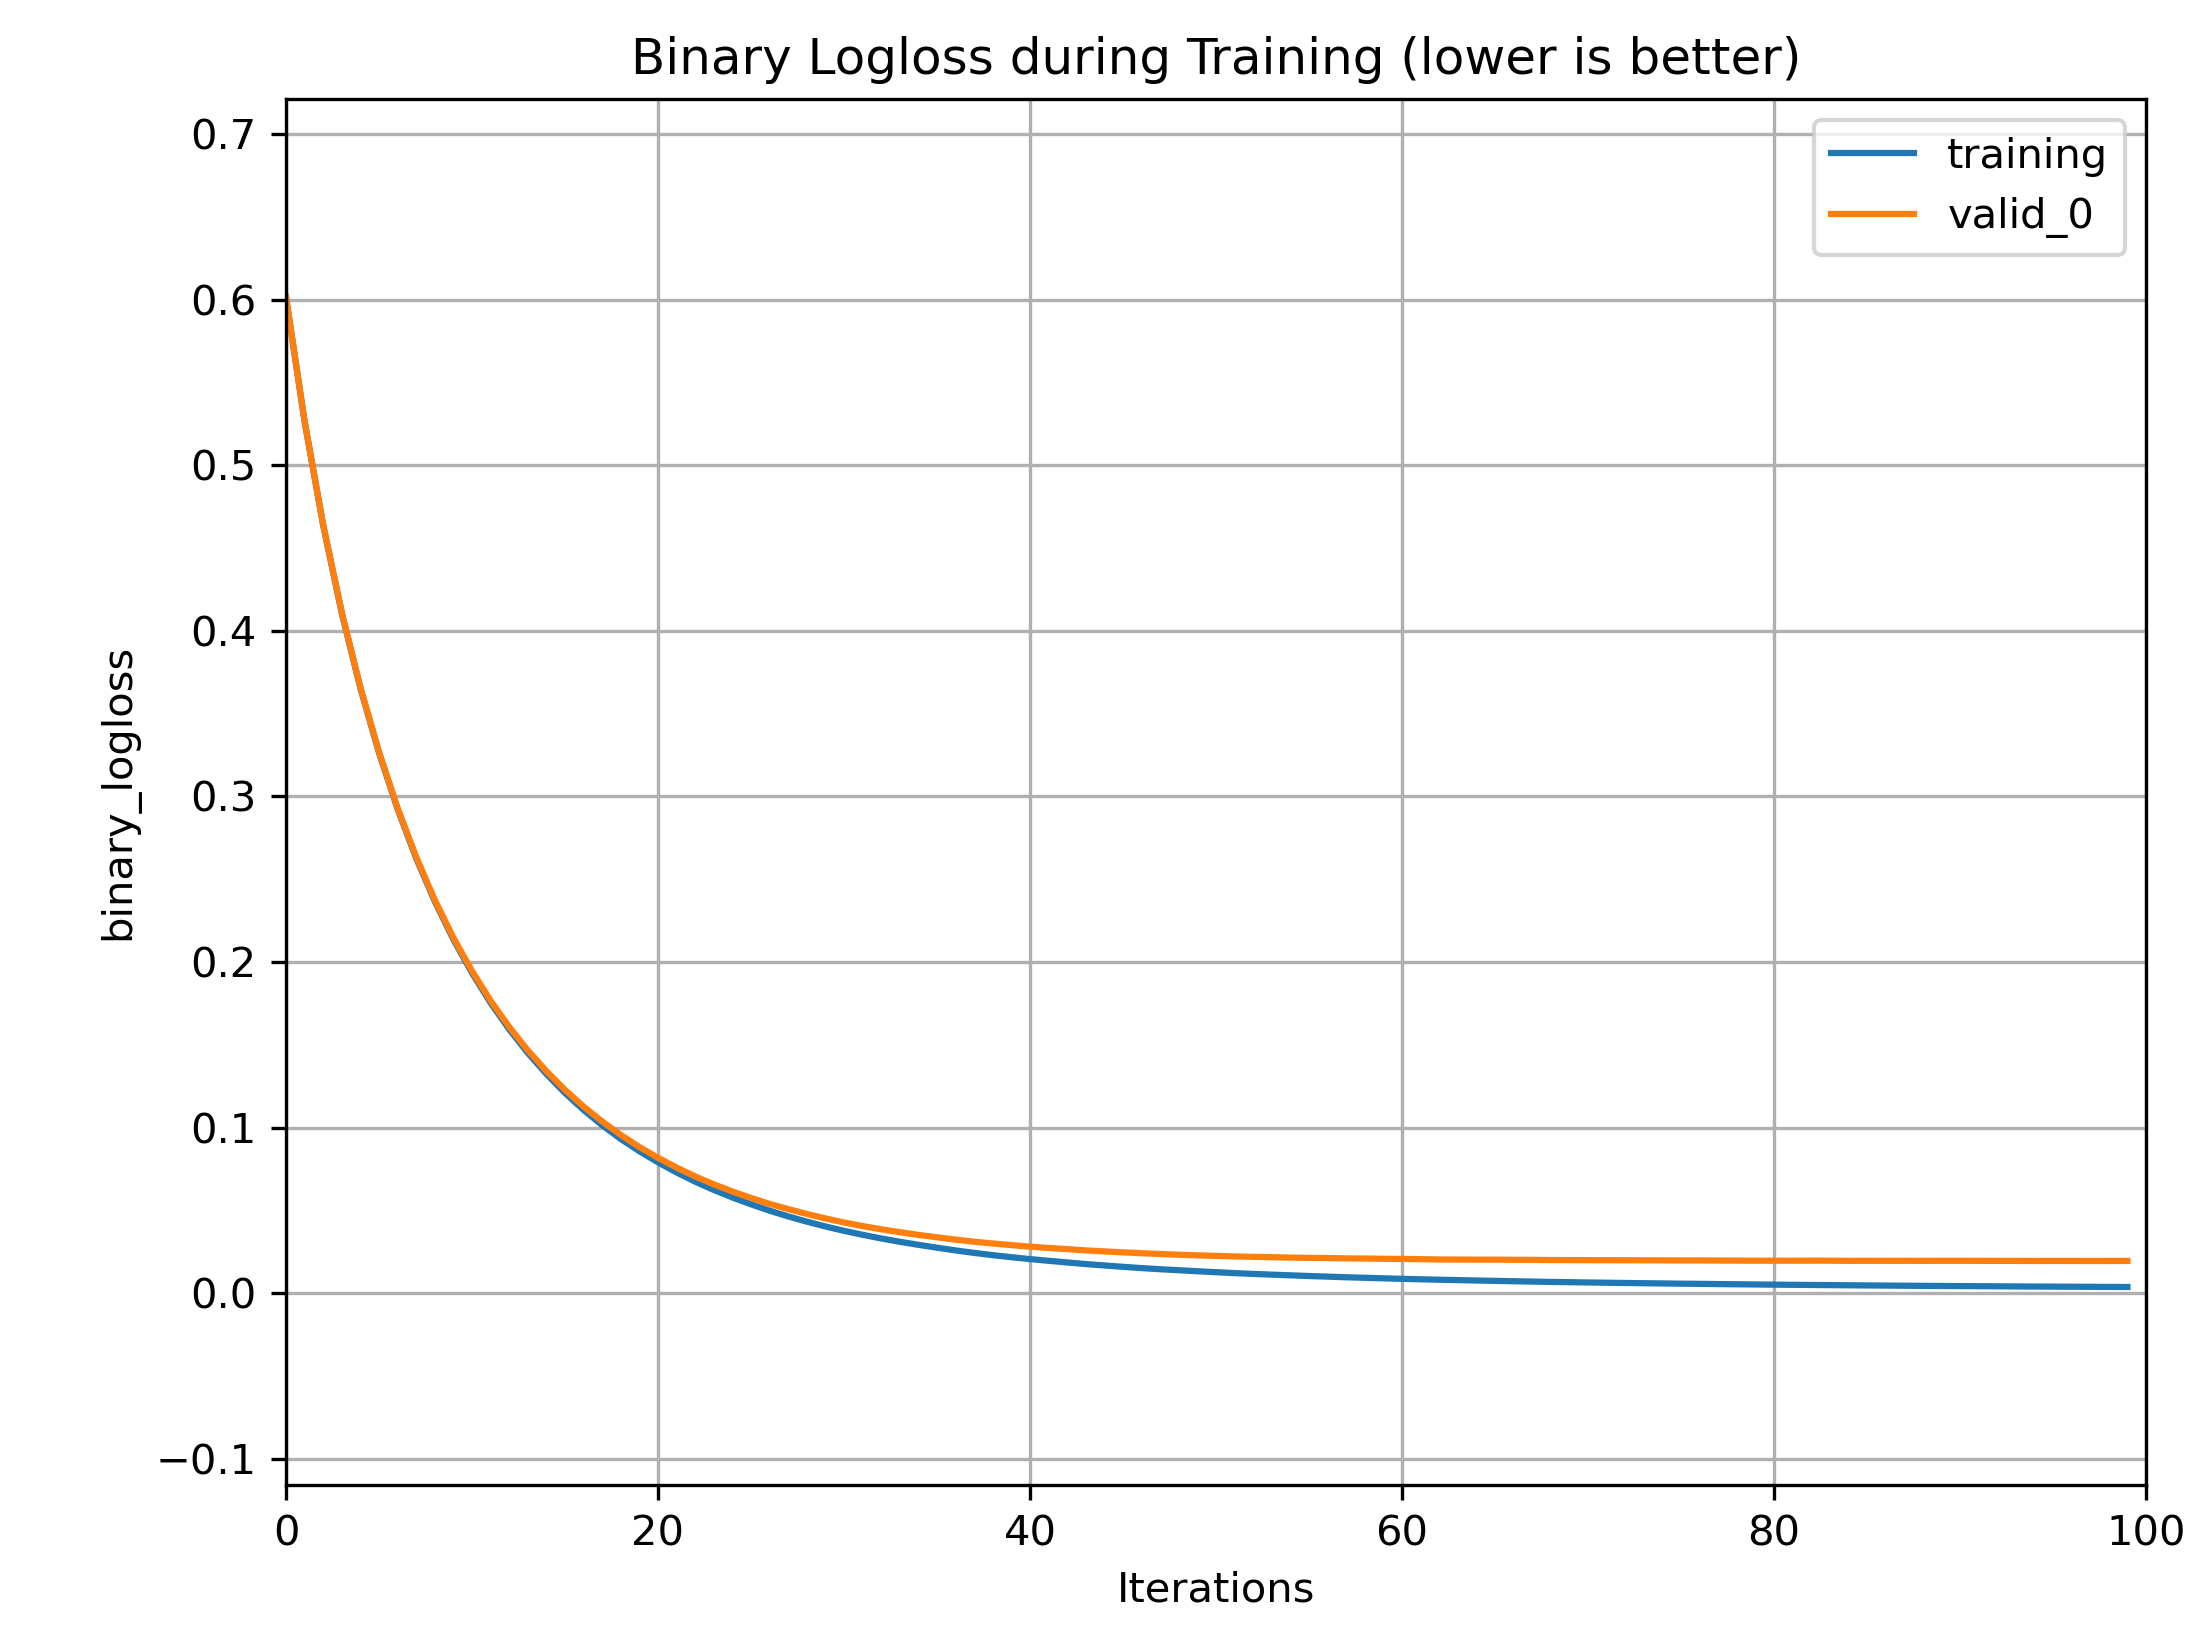 Binary Logloss during Training (lower is better)
training
valid_0
0.7
0.6
0.5
0.4
0.3
0.2
0.1
0.0
−0.1
binary_logloss
0 20 40 60 80 100
Iterations